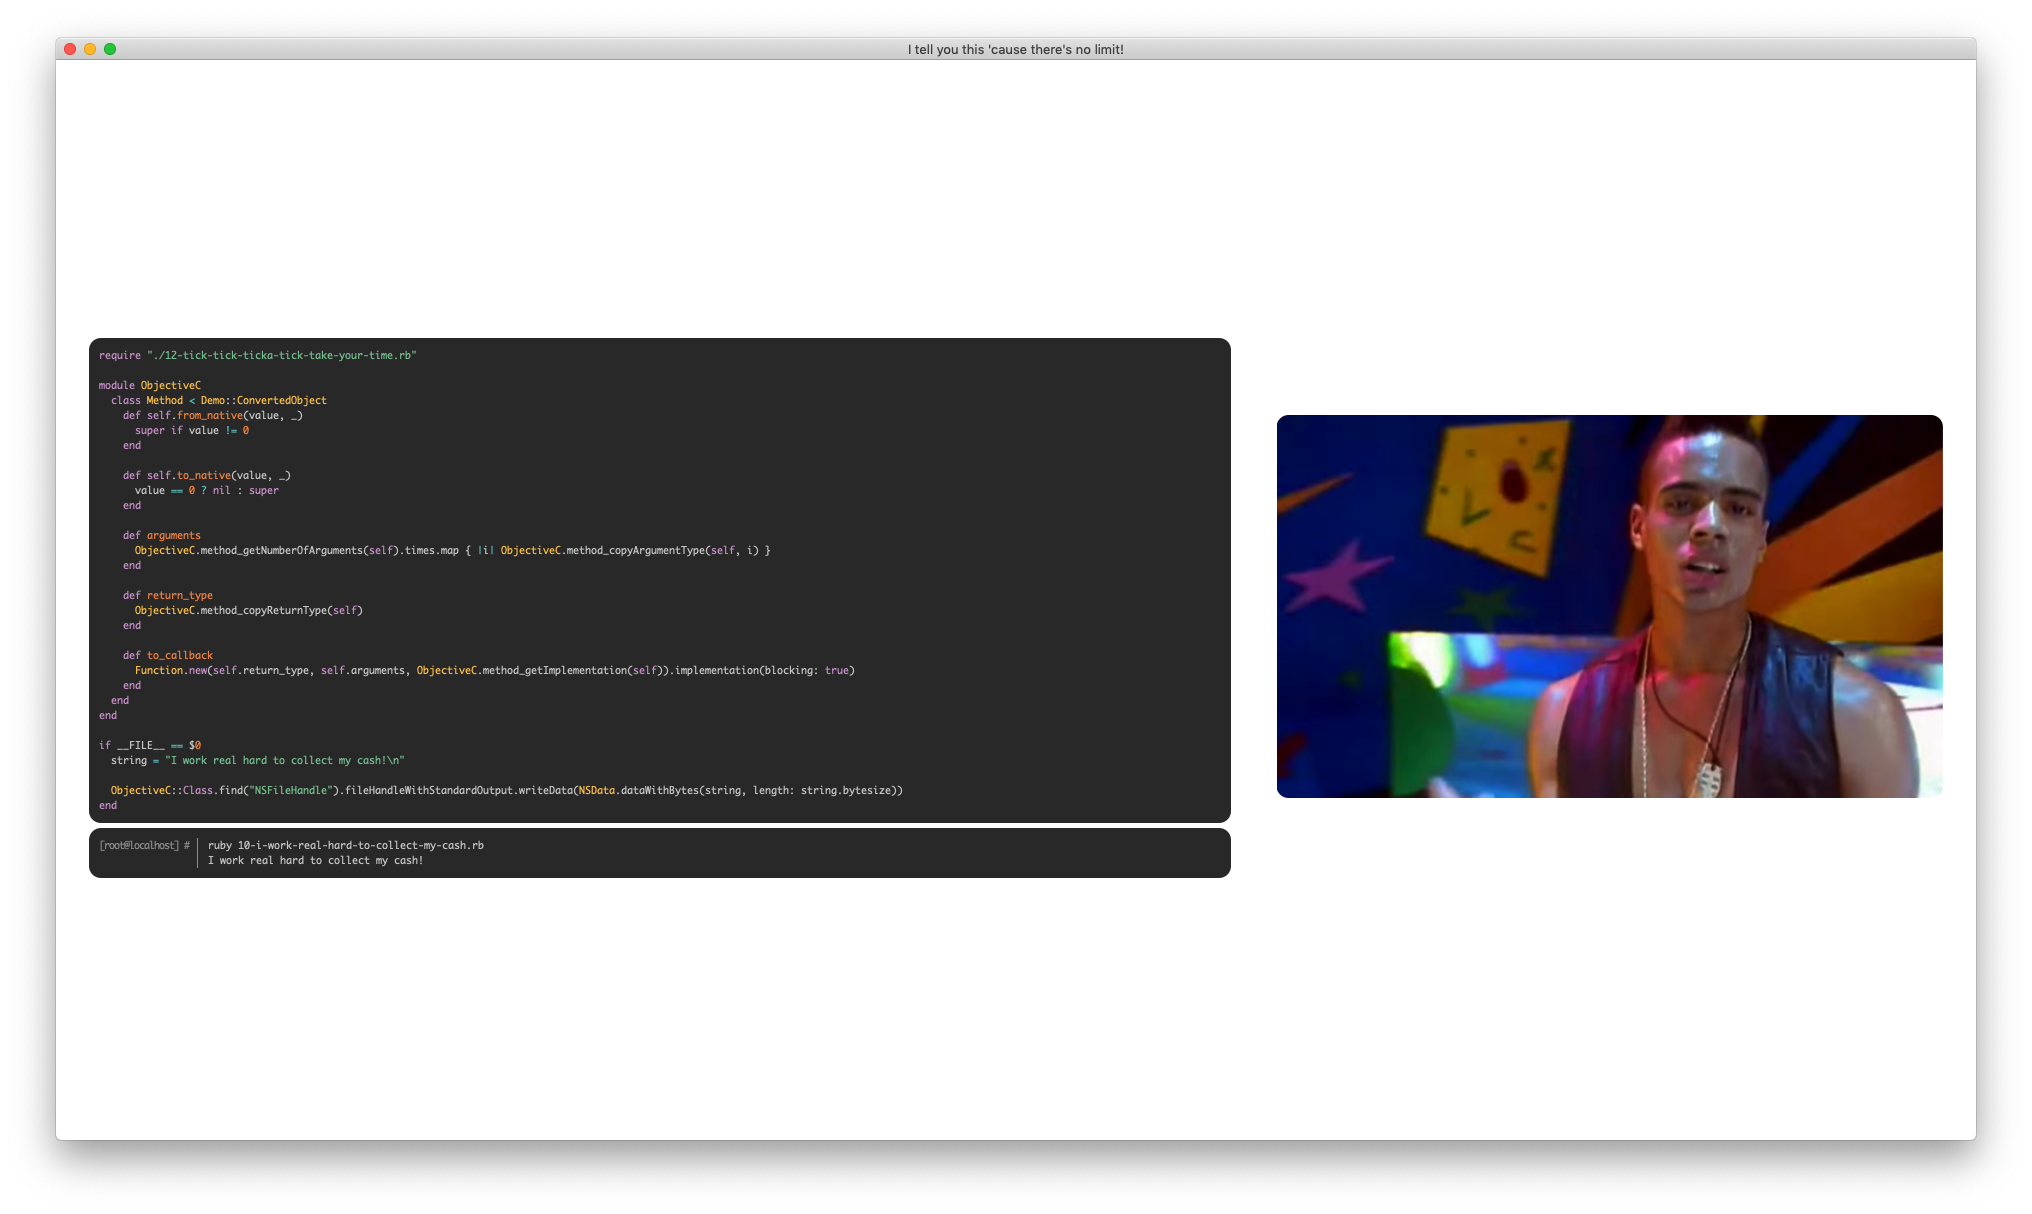 I tell you this 'cause there's no limit!
require "./12-tick-tick-ticka-tick-take-your-time.rb"
module ObjectiveC
class Method < Demo::ConvertedObject
def self.from_native(value, _)
super if value != 0
end
def self.to_native(value, _)
value == 0 ? nil : super
end
def arguments
ObjectiveC.method_getNumberOfArguments(self).times.map { |i| ObjectiveC.method_copyArgumentType(self, i) }
end
def return_type
ObjectiveC.method_copyReturnType(self)
end
def to_callback
Function.new(self.return_type, self.arguments, ObjectiveC.method_getImplementation(self)).implementation(blocking: true)
end
end
end
if __FILE__ == $0
string = "I work real hard to collect my cash!\n"
ObjectiveC::Class.find("NSFileHandle").fileHandleWithStandardOutput.writeData(NSData.dataWithBytes(string, length: string.bytesize))
end
[root@localhost] # ruby 10-i-work-real-hard-to-collect-my-cash.rb
I work real hard to collect my cash!